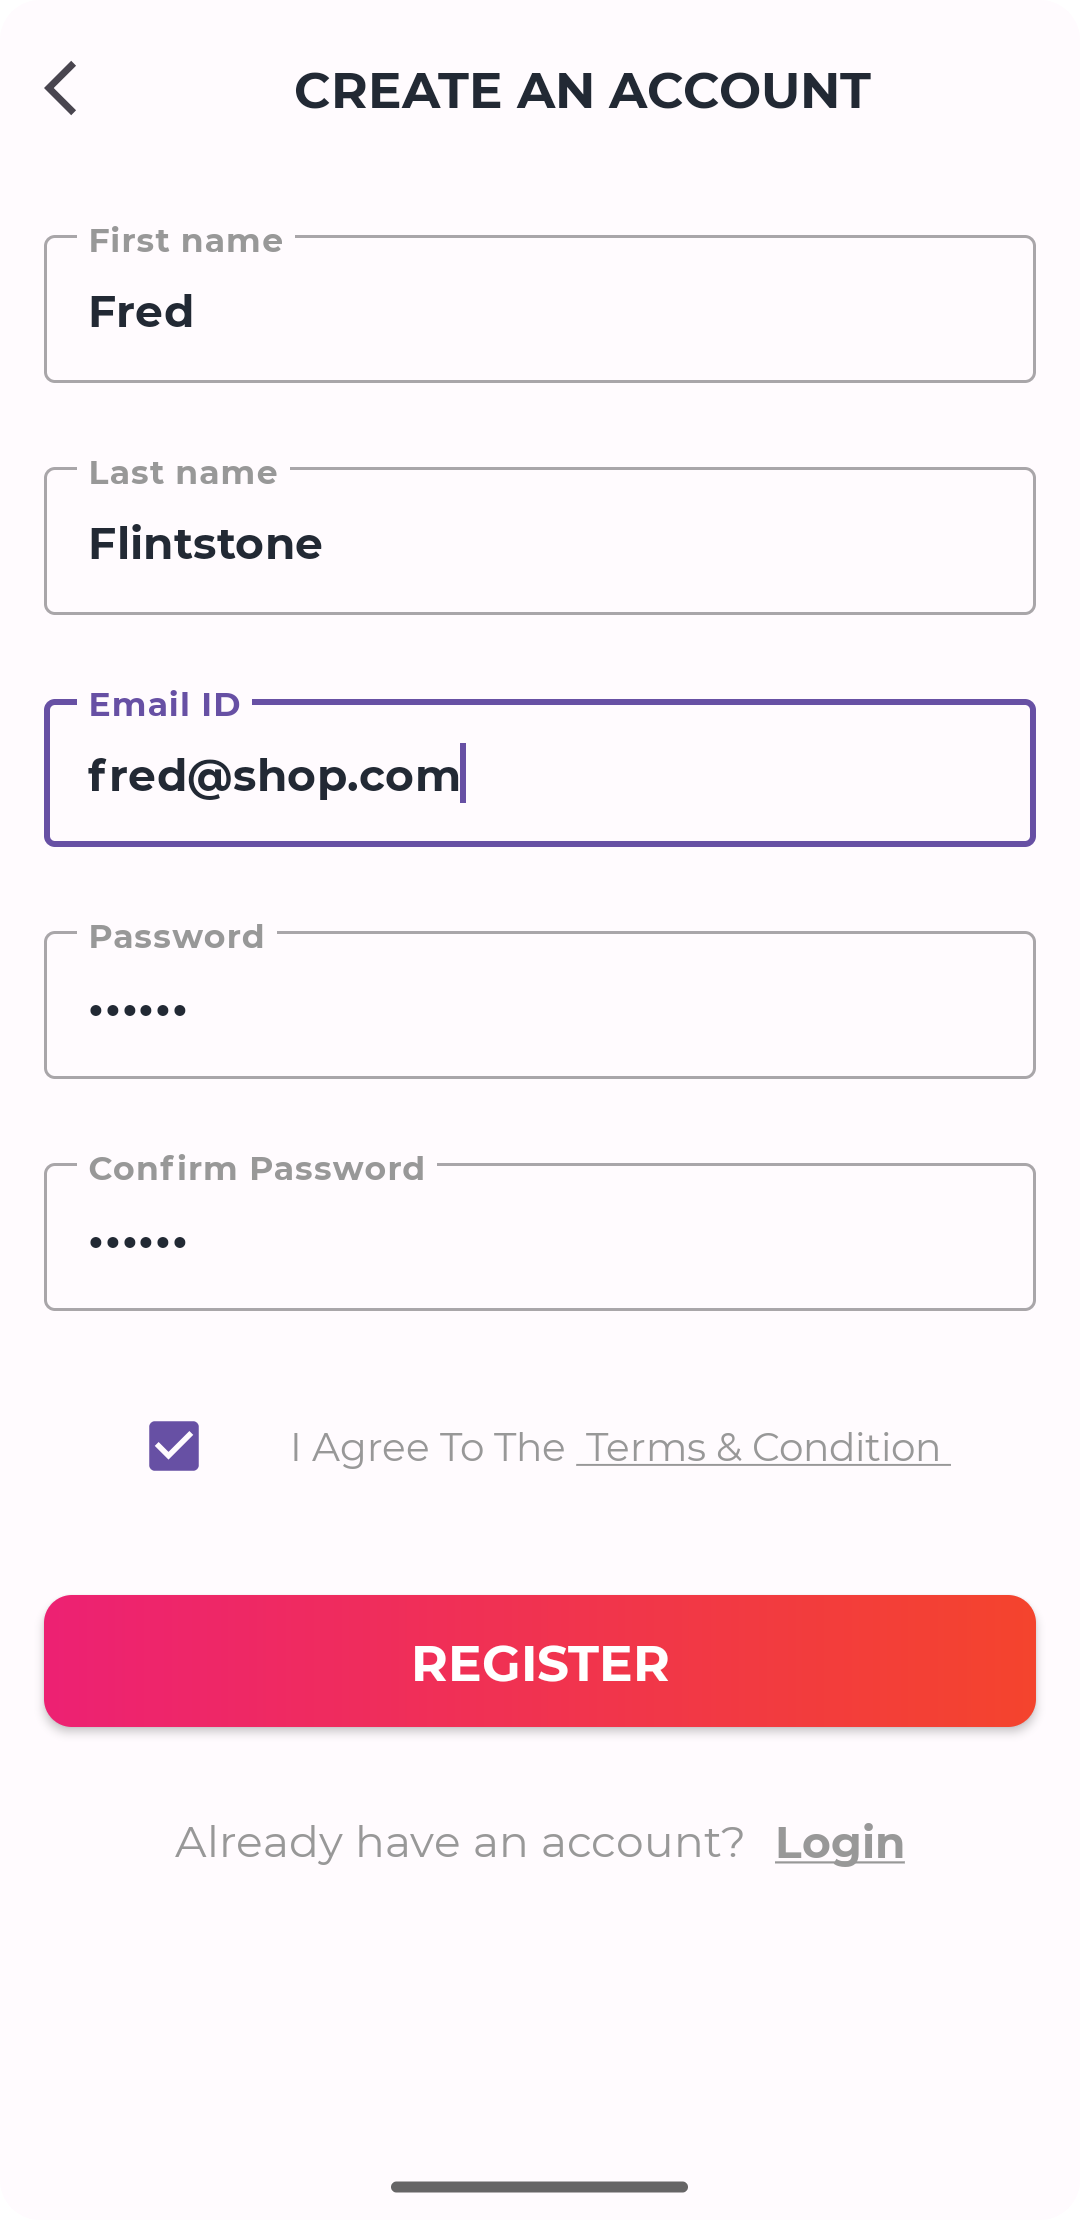 CREATE AN ACCOUNT
First name
Fred
Last name
Flintstone
Email ID
fred@shop.com
Password
••••••
Confirm Password
••••••
I Agree To The Terms & Condition
REGISTER
Already have an account? Login